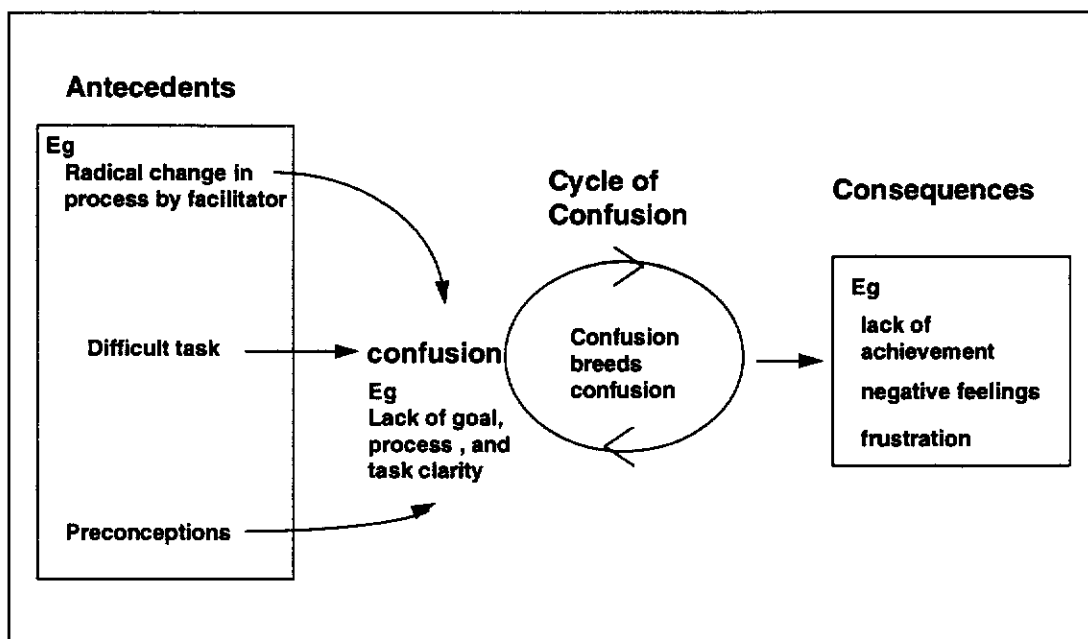 Antecedents
Eg
Radical change in
process by facilitator
Difficult task
Preconceptions
confusion
Eg
Lack of goal,
process , and
task clarity
Cycle of
Confusion
Confusion
breeds
confusion
Consequences
Eg
lack of
achievement
negative feelings
frustration